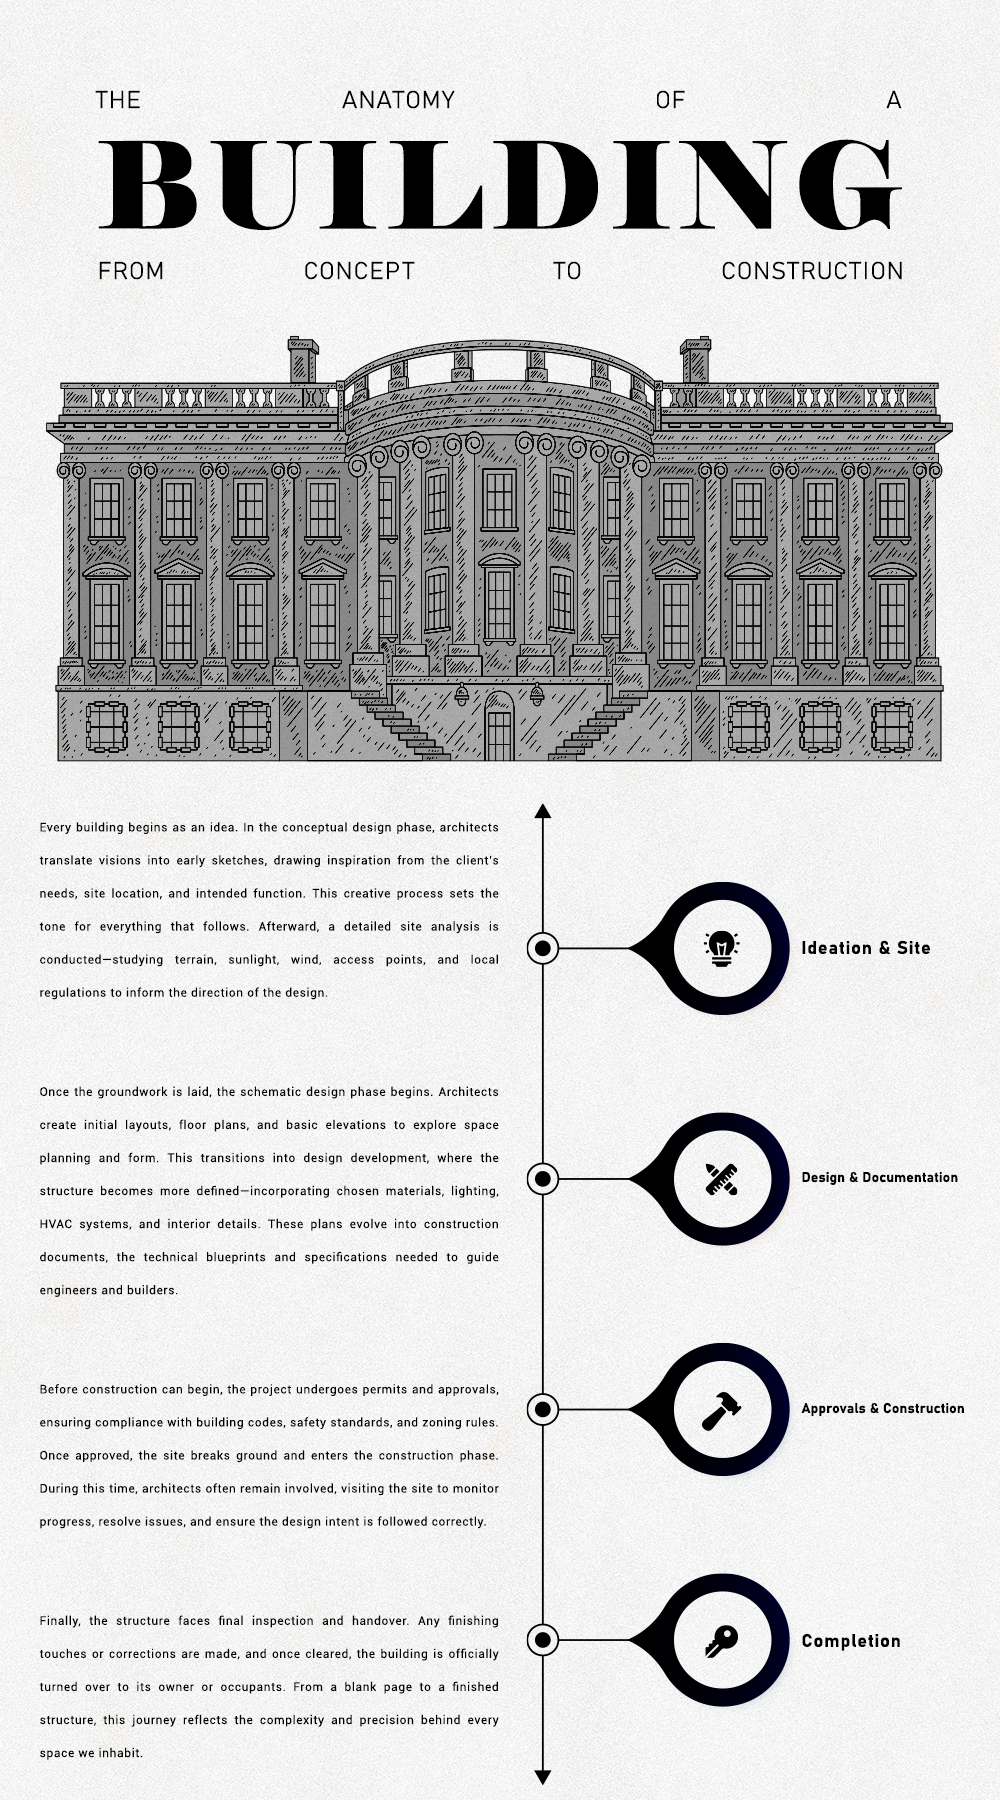 THE ANATOMY OF A
BUILDING
FROM CONCEPT TO CONSTRUCTION
Every building begins as an idea. In the conceptual design phase, architects
translate visions into early sketches, drawing inspiration from the client's
needs, site location, and intended function. This creative process sets the
tone for everything that follows. Afterward, a detailed site analysis is
conducted—studying terrain, sunlight, wind, access points, and local
regulations to inform the direction of the design.
Ideation & Site
Once the groundwork is laid, the schematic design phase begins. Architects
create initial layouts, floor plans, and basic elevations to explore space
planning and form. This transitions into design development, where the
structure becomes more defined—incorporating chosen materials, lighting,
HVAC systems, and interior details. These plans evolve into construction
documents, the technical blueprints and specifications needed to guide
engineers and builders.
Design & Documentation
Before construction can begin, the project undergoes permits and approvals,
ensuring compliance with building codes, safety standards, and zoning rules.
Once approved, the site breaks ground and enters the construction phase.
During this time, architects often remain involved, visiting the site to monitor
progress, resolve issues, and ensure the design intent is followed correctly.
Approvals & Construction
Finally, the structure faces final inspection and handover. Any finishing
touches or corrections are made, and once cleared, the building is officially
turned over to its owner or occupants. From a blank page to a finished
structure, this journey reflects the complexity and precision behind every
space we inhabit.
Completion